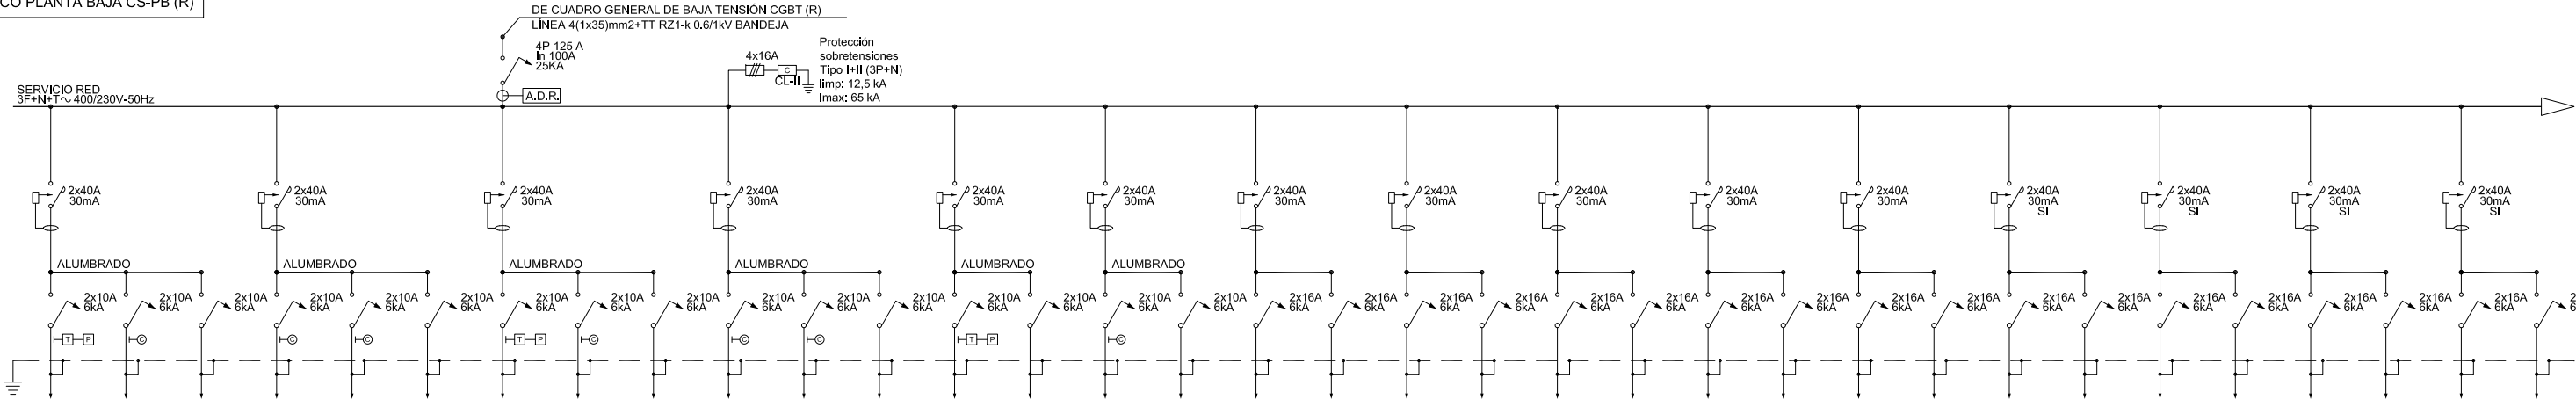 CO PLANTA BAJA CS-PB (R)
DE CUADRO GENERAL DE BAJA TENSIÓN CGBT (R)
LÍNEA 4(1x35)mm2+TT RZ1-k 0.6/1kV BANDEJA
4P 125 A
In 100A
25KA
A.D.R.
4x16A
C
CL-II
Protección
sobretensiones
Tipo I+II (3P+N)
Iimp: 12,5 kA
Imax: 65 kA
SERVICIO RED
3F+N+T~ 400/230V-50Hz
2x40A 2x40A 2x40A 2x40A 2x40A 2x40A 2x40A 2x40A 2x40A 2x40A 2x40A 2x40A 2x40A 2x40A 2x40A
30mA 30mA 30mA 30mA 30mA 30mA 30mA 30mA 30mA 30mA 30mA 30mA 30mA 30mA 30mA
SI SI SI SI
ALUMBRADO ALUMBRADO ALUMBRADO ALUMBRADO ALUMBRADO ALUMBRADO
2x10A 2x10A 2x10A 2x10A 2x10A 2x10A 2x10A 2x10A 2x10A 2x10A 2x10A 2x10A 2x10A 2x10A 2x10A 2x10A 2x16A 2x16A 2x16A 2x16A 2x16A 2x16A 2x16A 2x16A 2x16A 2x16A 2x16A 2x16A 2x16A 2x16A 2x16A 2x16A 2x16A 2
6kA 6kA 6kA 6kA 6kA 6kA 6kA 6kA 6kA 6kA 6kA 6kA 6kA 6kA 6kA 6kA 6kA 6kA 6kA 6kA 6kA 6kA 6kA 6kA 6kA 6kA 6kA 6kA 6kA 6kA 6kA 6kA 6kA 6
T P C C C T P C C C T P C